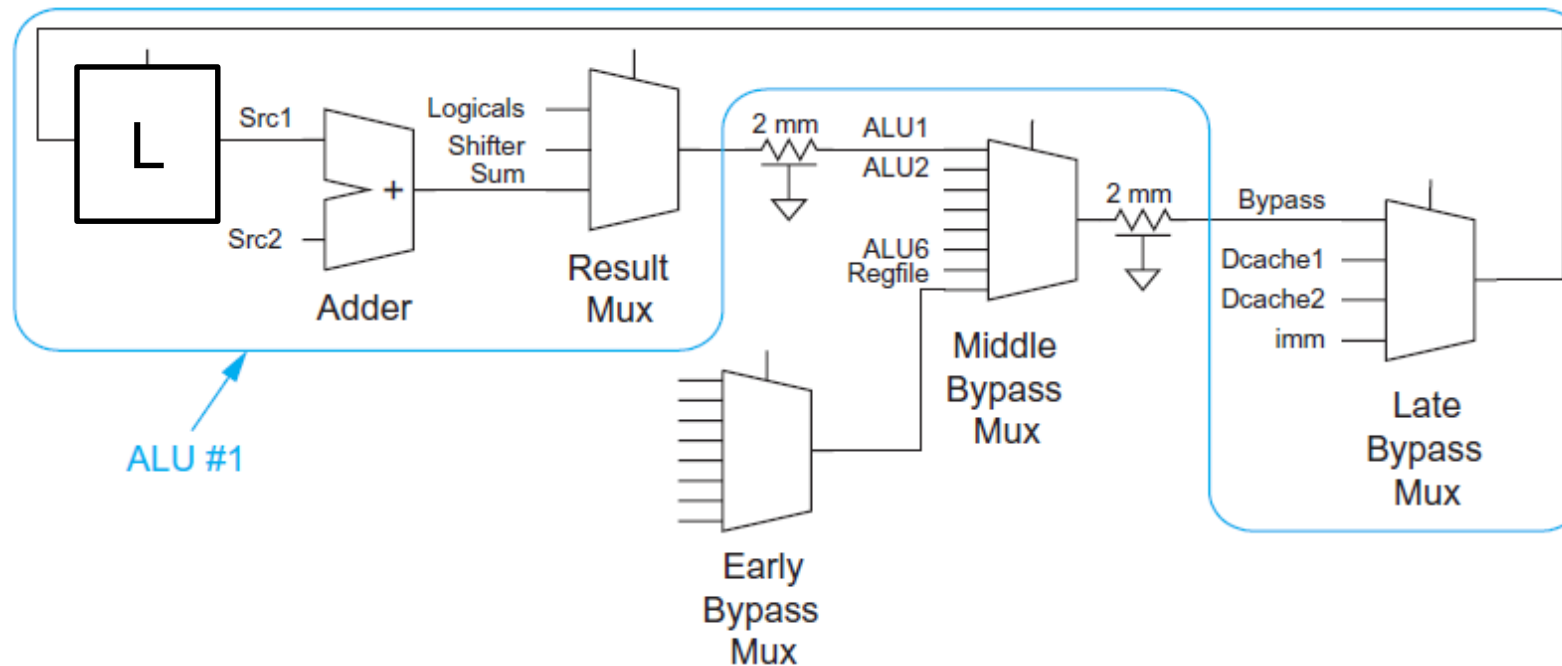 L
Src1
Src2
+
Adder
Logicals
Shifter
Sum
Result
Mux
2 mm
ALU1
ALU2
ALU6
Regfile
Middle
Bypass
Mux
2 mm
Bypass
Dcache1
Dcache2
imm
Late
Bypass
Mux
Early
Bypass
Mux
ALU #1